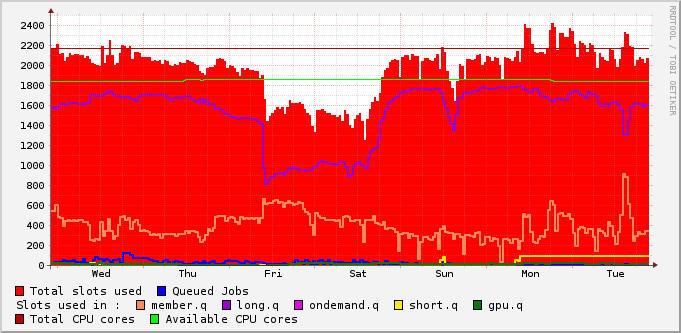 2400
2200
2000
1800
1600
1400
1200
1000
800
600
400
200
0
Wed Thu Fri Sat Sun Mon Tue
RRDTOOL / TOBI OETIKER
Total slots used Queued Jobs
Slots used in : member.q long.q ondemand.q short.q gpu.q
Total CPU cores Available CPU cores